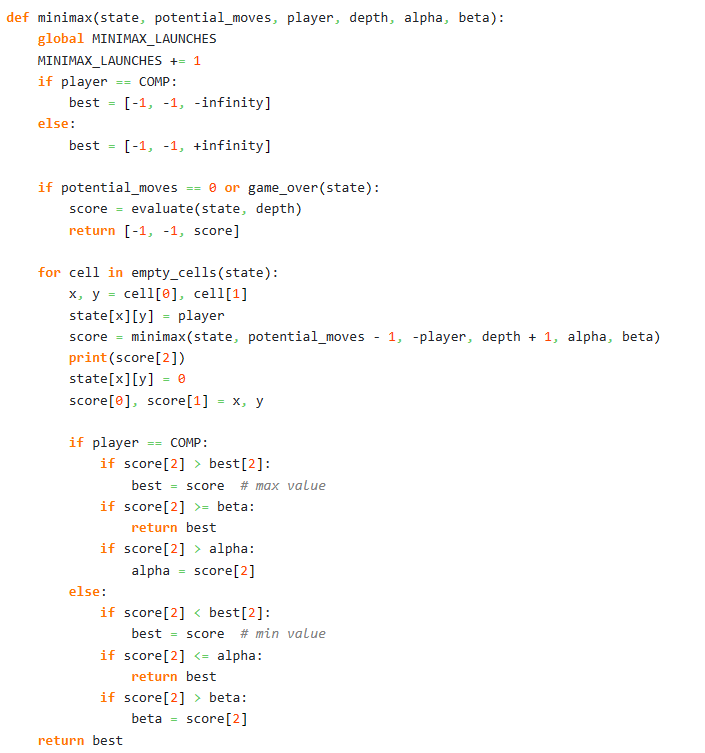 def minimax(state, potential_moves, player, depth, alpha, beta):
    global MINIMAX_LAUNCHES
    MINIMAX_LAUNCHES += 1
    if player == COMP:
        best = [-1, -1, -infinity]
    else:
        best = [-1, -1, +infinity]

    if potential_moves == 0 or game_over(state):
        score = evaluate(state, depth)
        return [-1, -1, score]

    for cell in empty_cells(state):
        x, y = cell[0], cell[1]
        state[x][y] = player
        score = minimax(state, potential_moves - 1, -player, depth + 1, alpha, beta)
        print(score[2])
        state[x][y] = 0
        score[0], score[1] = x, y

        if player == COMP:
            if score[2] > best[2]:
                best = score  # max value
            if score[2] >= beta:
                return best
            if score[2] > alpha:
                alpha = score[2]
        else:
            if score[2] < best[2]:
                best = score  # min value
            if score[2] <= alpha:
                return best
            if score[2] > beta:
                beta = score[2]
    return best